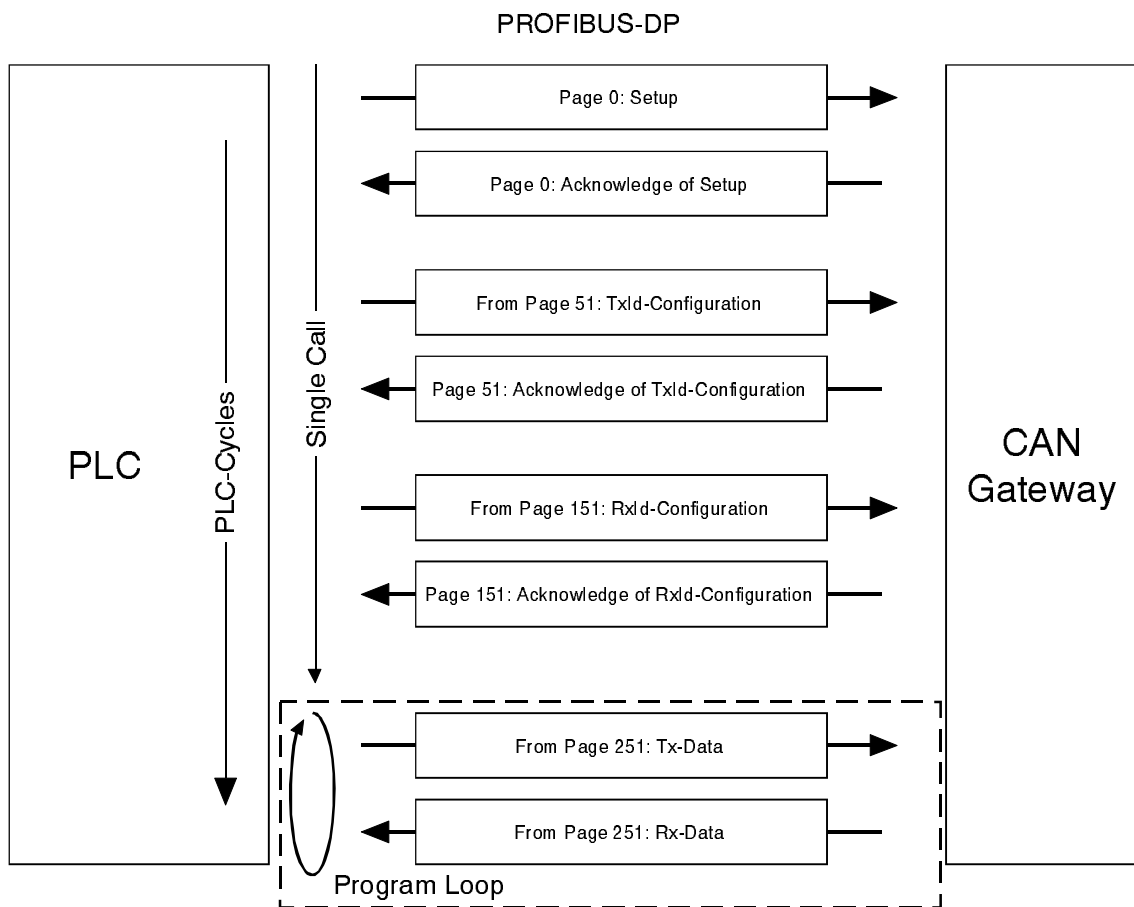 PROFIBUS-DP
PLC
PLC-Cycles
Single Call
Page 0: Setup
Page 0: Acknowledge of Setup
From Page 51: TxId-Configuration
Page 51: Acknowledge of TxId-Configuration
From Page 151: RxId-Configuration
Page 151: Acknowledge of RxId-Configuration
From Page 251: Tx-Data
From Page 251: Rx-Data
Program Loop
CAN
Gateway